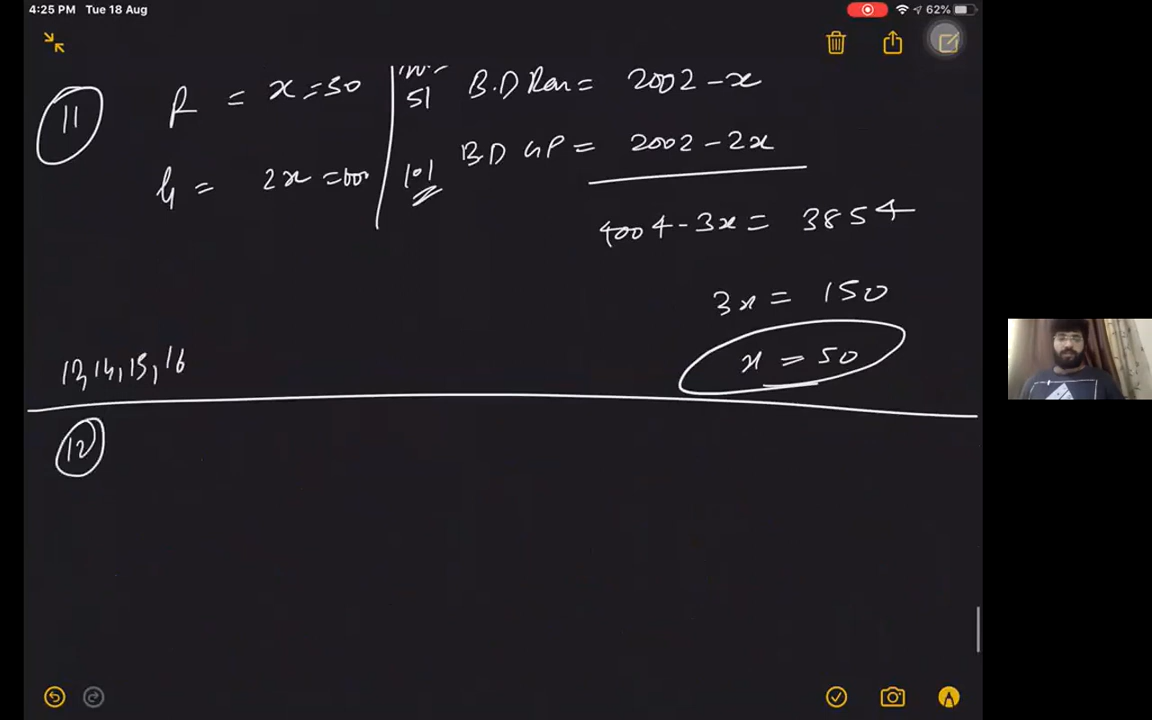 4:25 PM Tue 18 Aug 62%
11 R = x = 50 51 B.D Ran = 2002 - x
G = 2x = 100 101 BD GP = 2002 - 2x
4004 - 3x = 3854
3x = 150
x = 50
13, 14, 15, 16
12